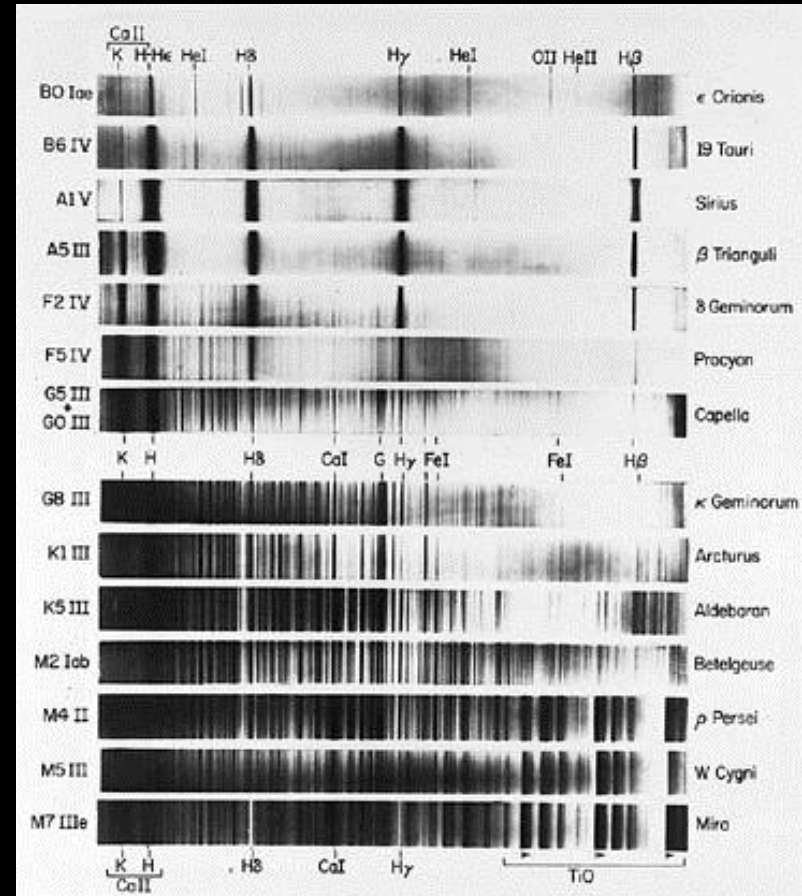 CaII
K H-Hε HeI Hδ Hγ HeI OII HeII Hβ
B0 Iae ε Orionis
B6 IV 19 Tauri
A1 V Sirius
A5 III β Trianguli
F2 IV δ Geminorum
F5 IV Procyon
G5 III
+
G0 III
Capella
K H Hδ CaI G Hγ FeI FeI Hβ
G8 III κ Geminorum
K1 III Arcturus
K5 III Aldebaran
M2 Iab Betelgeuse
M4 II ρ Persei
M5 III W Cygni
M7 IIIe Mira
K H Hδ CaI Hγ TiO
CaII